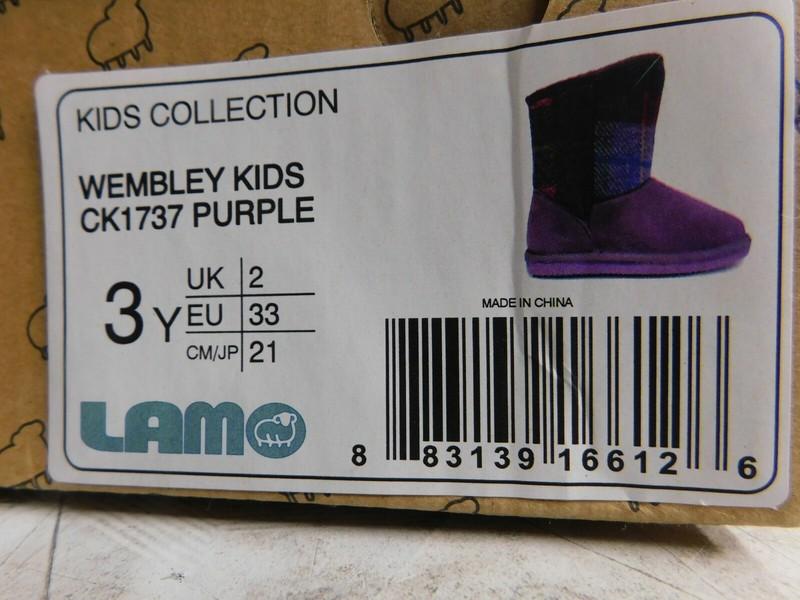 KIDS COLLECTION
WEMBLEY KIDS
CK1737 PURPLE
3 Y
UK 2
EU 33
CM/JP 21
MADE IN CHINA
LAMO
8 83139 16612 6